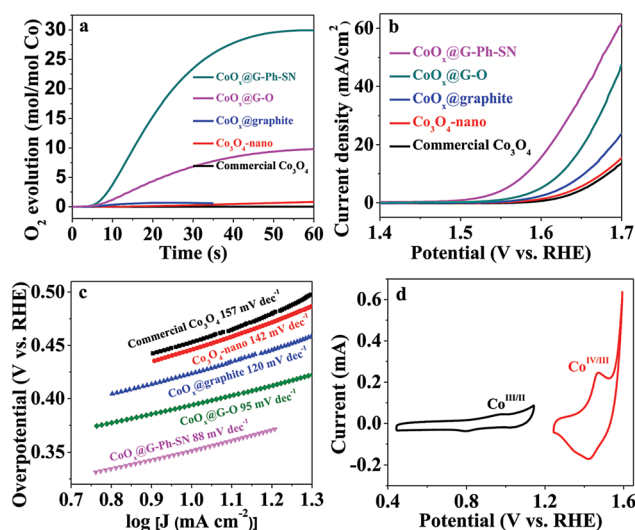 a
O₂ evolution (mol/mol Co)
35
30
25
20
15
10
5
0
CoOₓ@G-Ph-SN
CoOₓ@G-O
CoOₓ@graphite
Co₃O₄-nano
Commercial Co₃O₄
0 20 40 60
Time (s)
b
Current density (mA/cm²)
60
40
20
0
CoOₓ@G-Ph-SN
CoOₓ@G-O
CoOₓ@graphite
Co₃O₄-nano
Commercial Co₃O₄
1.4 1.5 1.6 1.7
Potential (V vs. RHE)
c
Overpotential (V vs. RHE)
0.50
0.45
0.40
0.35
Commercial Co₃O₄ 157 mV dec⁻¹
Co₃O₄-nano 142 mV dec⁻¹
CoOₓ@graphite 120 mV dec⁻¹
CoOₓ@G-O 95 mV dec⁻¹
CoOₓ@G-Ph-SN 88 mV dec⁻¹
0.7 0.8 0.9 1.0 1.1 1.2 1.3
log [J (mA cm⁻²)]
d
Current (mA)
0.6
0.4
0.2
0.0
-0.2
Co^IV/III
Co^III/II
0.4 0.8 1.2 1.6
Potential (V vs. RHE)